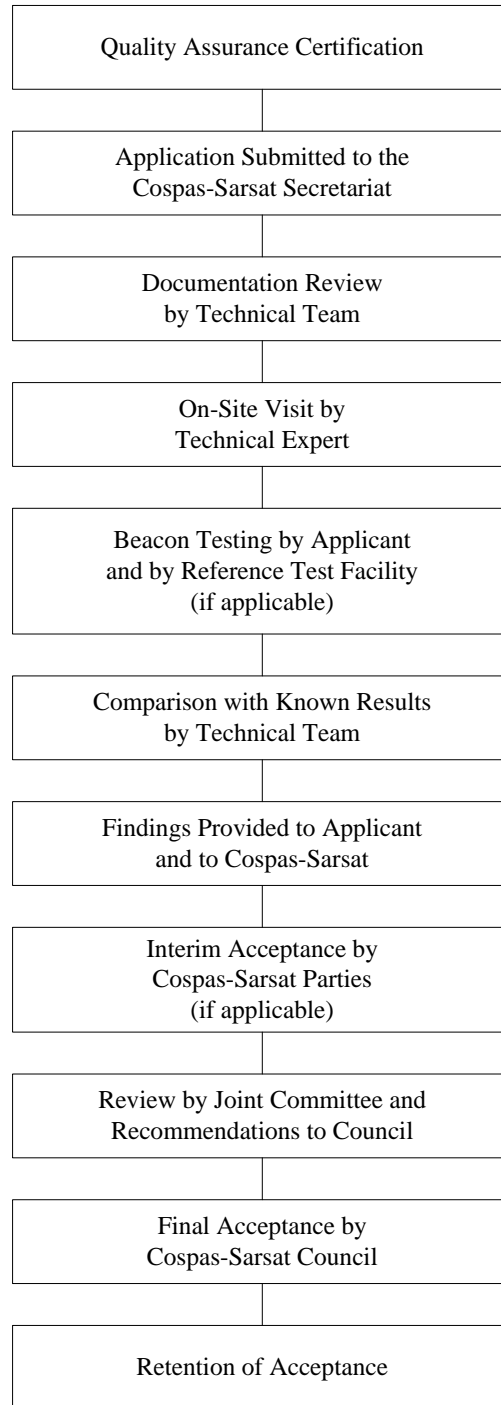 Quality Assurance Certification
Application Submitted to the
Cospas-Sarsat Secretariat
Documentation Review
by Technical Team
On-Site Visit by
Technical Expert
Beacon Testing by Applicant
and by Reference Test Facility
(if applicable)
Comparison with Known Results
by Technical Team
Findings Provided to Applicant
and to Cospas-Sarsat
Interim Acceptance by
Cospas-Sarsat Parties
(if applicable)
Review by Joint Committee and
Recommendations to Council
Final Acceptance by
Cospas-Sarsat Council
Retention of Acceptance